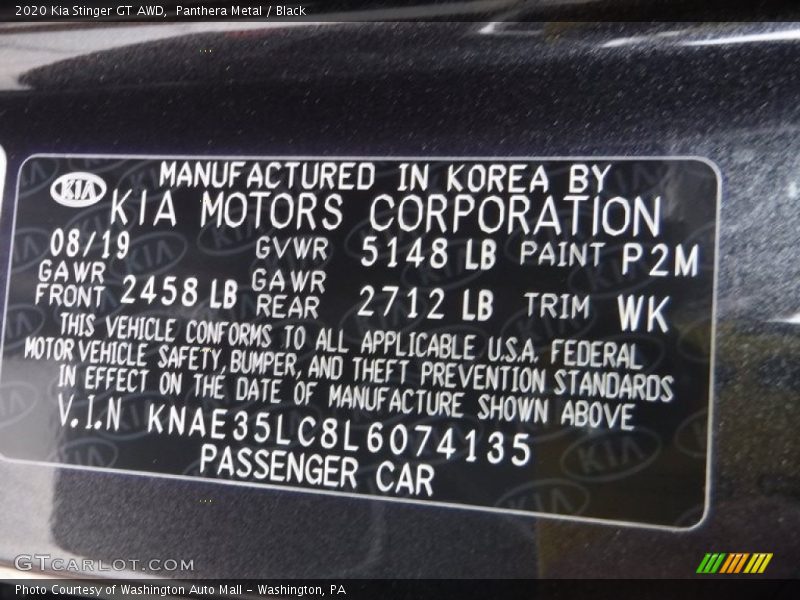 2020 Kia Stinger GT AWD,  Panthera Metal / Black
KIA
MANUFACTURED IN KOREA BY
KIA MOTORS CORPORATION
08/19 GVWR 5148 LB PAINT P2M
GAWR FRONT 2458 LB GAWR REAR 2712 LB TRIM WK
THIS VEHICLE CONFORMS TO ALL APPLICABLE U.S.A. FEDERAL
MOTOR VEHICLE SAFETY, BUMPER, AND THEFT PREVENTION STANDARDS
IN EFFECT ON THE DATE OF MANUFACTURE SHOWN ABOVE
V.I.N KNAE35LC8L6074135
PASSENGER CAR
GTCARLOT.COM
Photo Courtesy of Washington Auto Mall – Washington, PA